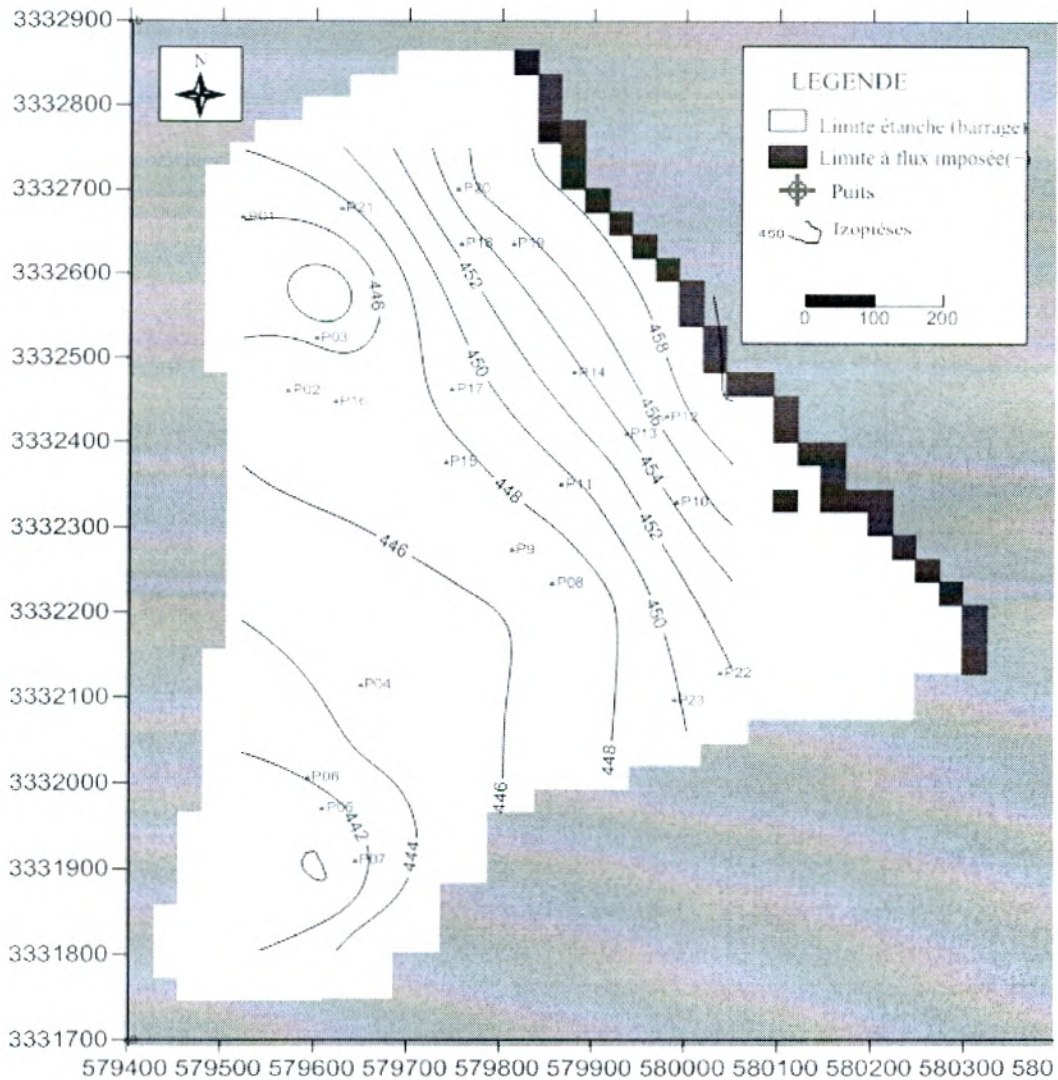 3332900
N
LEGENDE
3332800
Limite étanche (barrage)
Limite à flux imposée(-)
3332700
P20
Puits
P01
P21
450
Izopièses
P18
P19
3332600
452
446
0 100 200
P03
458
3332500
450
P14
P02
P16
P17
456
P12
3332400
P13
P15
454
448
P11
P10
3332300
446
452
P9
P08
3332200
450
P22
3332100
P04
P23
448
3332000
P06
446
P05
442
444
3331900
P07
3331800
3331700
579400 579500 579600 579700 579800 579900 580000 580100 580200 580300 580